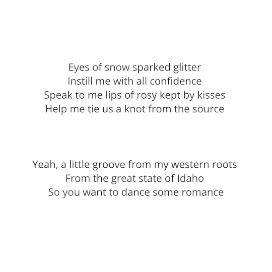 Eyes of snow sparked glitter
Instill me with all confidence
Speak to me lips of rosy kept by kisses
Help me tie us a knot from the source
Yeah, a little groove from my western roots
From the great state of Idaho
So you want to dance some romance